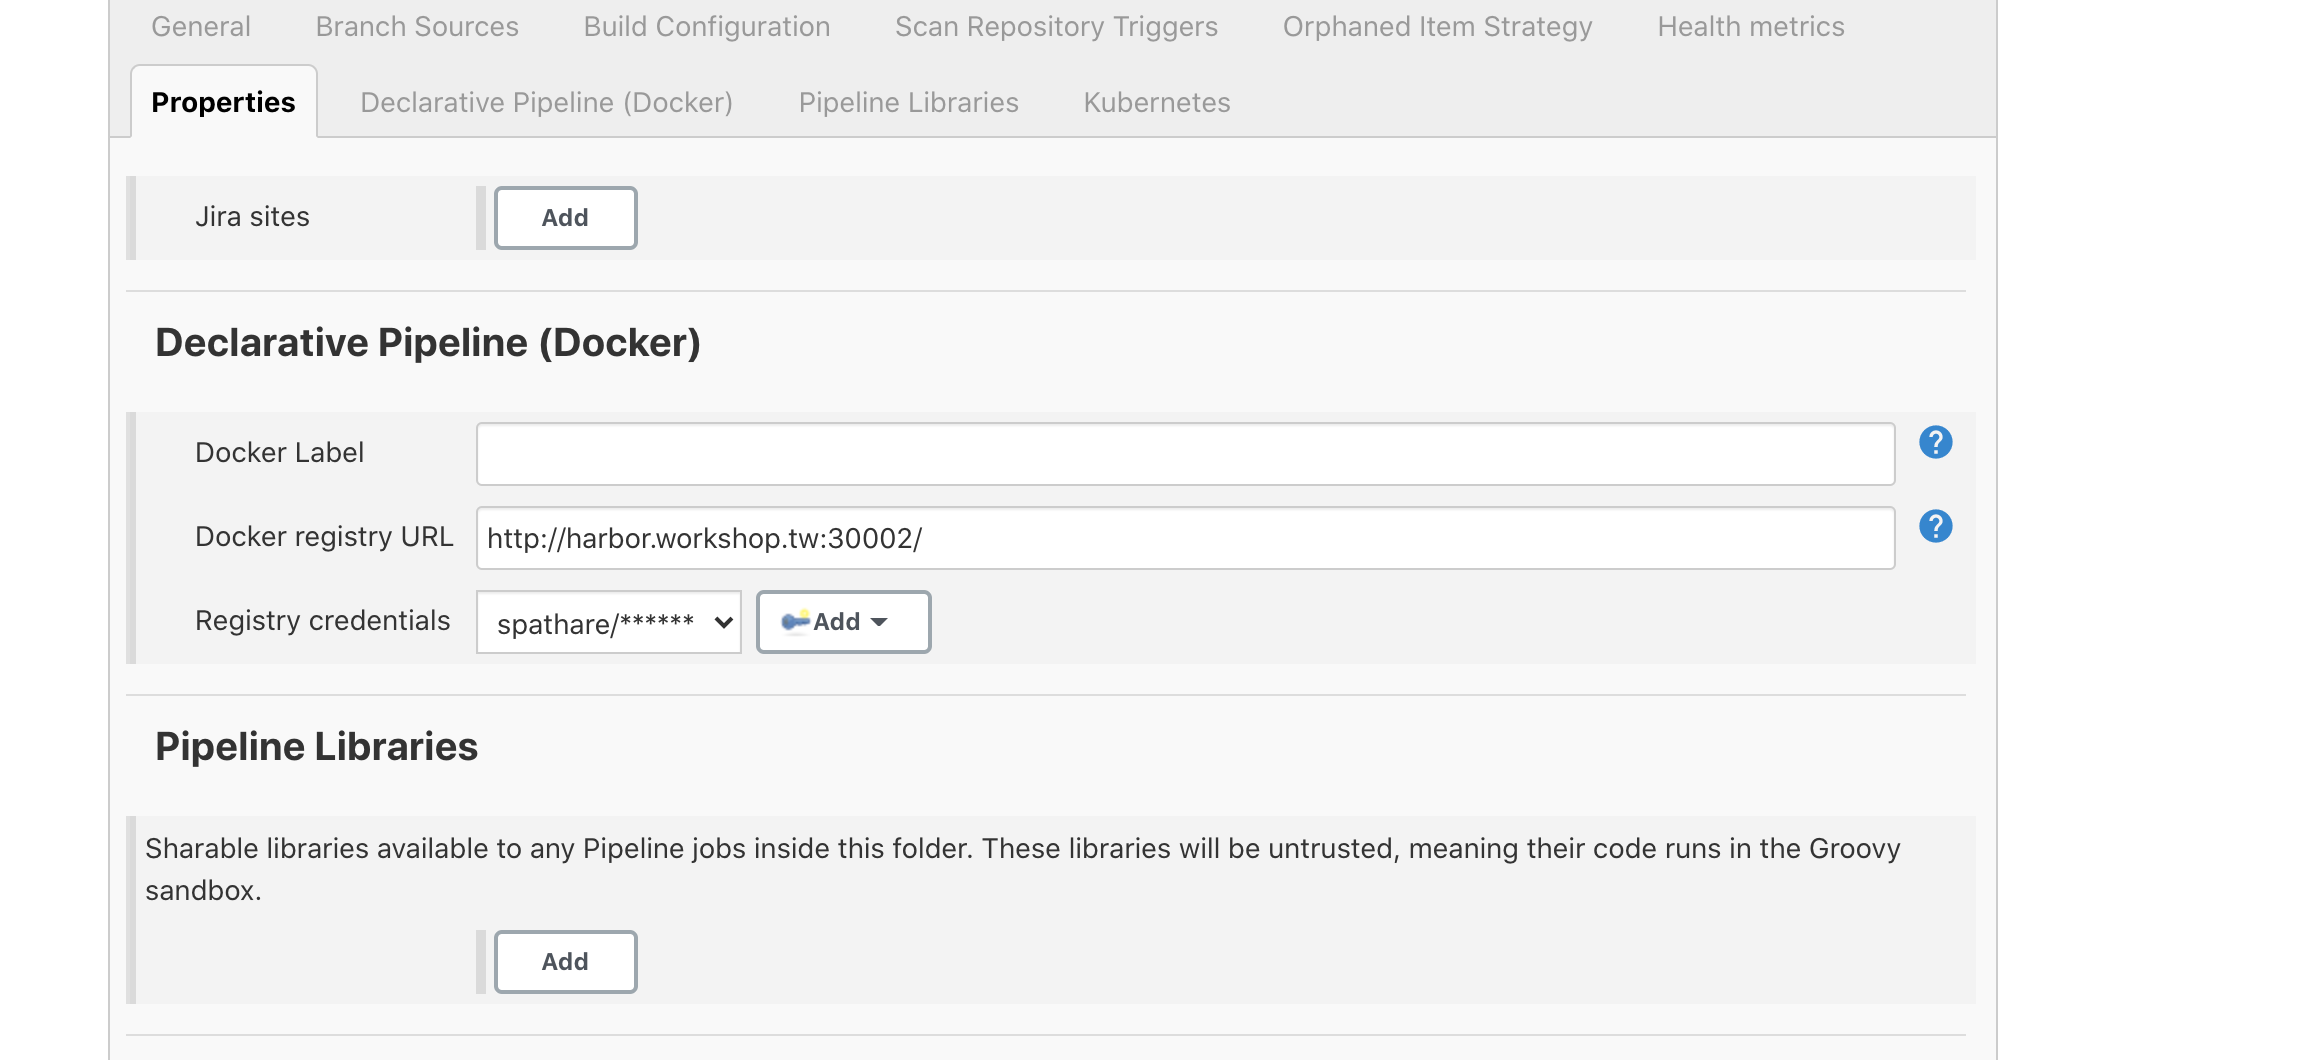 General Branch Sources Build Configuration Scan Repository Triggers Orphaned Item Strategy Health metrics
Properties Declarative Pipeline (Docker) Pipeline Libraries Kubernetes
Jira sites Add
Declarative Pipeline (Docker)
Docker Label ?
Docker registry URL http://harbor.workshop.tw:30002/ ?
Registry credentials spathare/****** Add
Pipeline Libraries
Sharable libraries available to any Pipeline jobs inside this folder. These libraries will be untrusted, meaning their code runs in the Groovy
sandbox.
Add